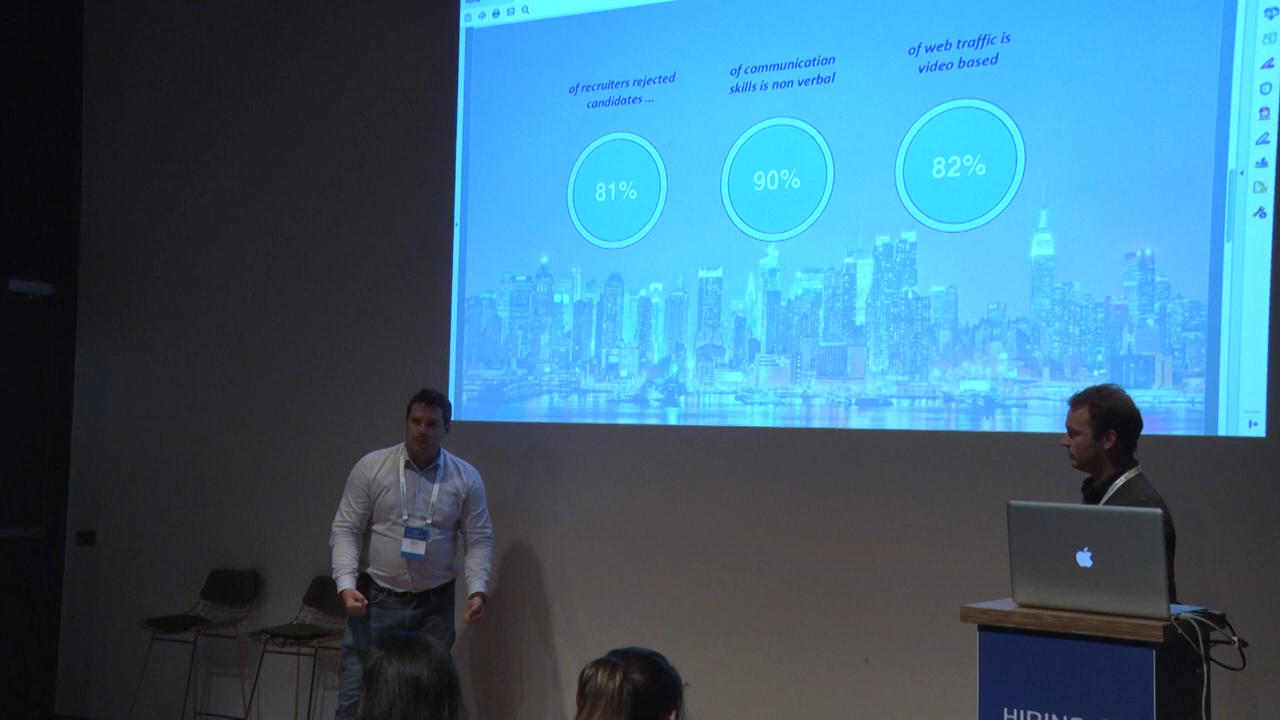 of recruiters rejected
candidates ...
81%
of communication
skills is non verbal
90%
of web traffic is
video based
82%
HIRING